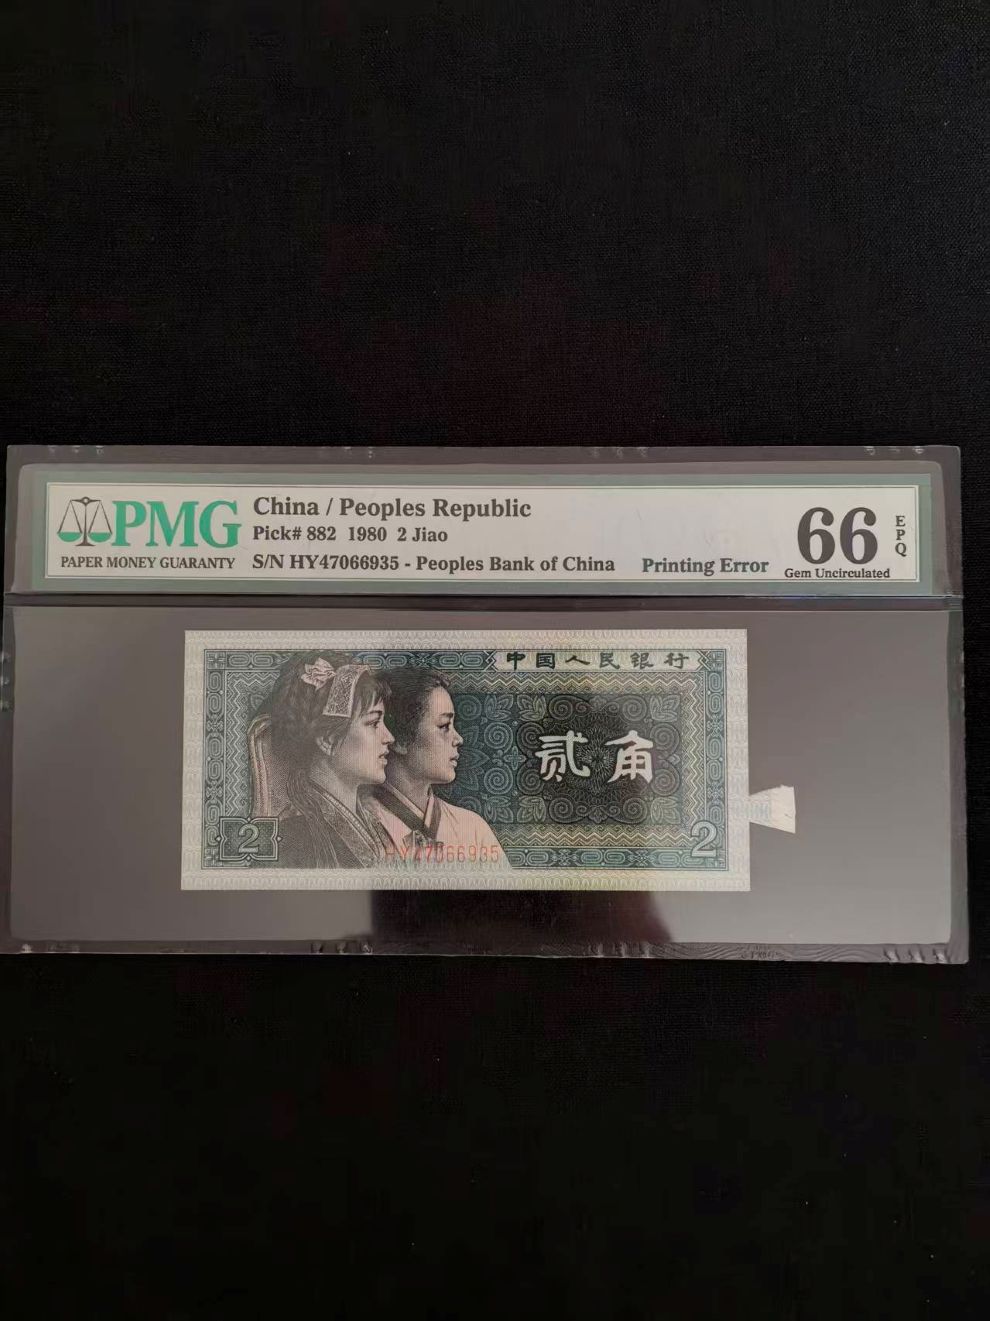 PMG
PAPER MONEY GUARANTY
China / Peoples Republic
Pick# 882 1980 2 Jiao
S/N HY47066935 - Peoples Bank of China Printing Error
66 EPQ
Gem Uncirculated
中国人民银行
贰角
2 2
HY47066935